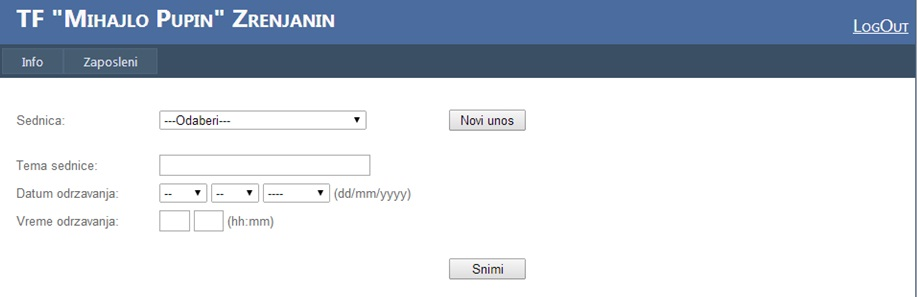 TF "Mihajlo Pupin" Zrenjanin
LogOut
Info Zaposleni
Sednica: ---Odaberi--- Novi unos
Tema sednice:
Datum odrzavanja: -- -- ---- (dd/mm/yyyy)
Vreme odrzavanja: (hh:mm)
Snimi